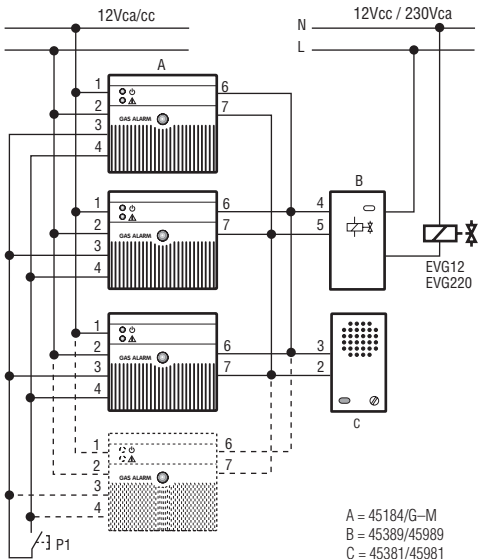 12Vca/cc
12Vcc / 230Vca
N
L
A
1
2
3
4
GAS ALARM
6
7
B
4
5
1
2
3
4
GAS ALARM
6
7
EVG12
EVG220
1
2
3
4
GAS ALARM
6
7
3
2
C
1
2
3
4
GAS ALARM
6
7
P1
A = 45184/G–M
B = 45389/45989
C = 45381/45981